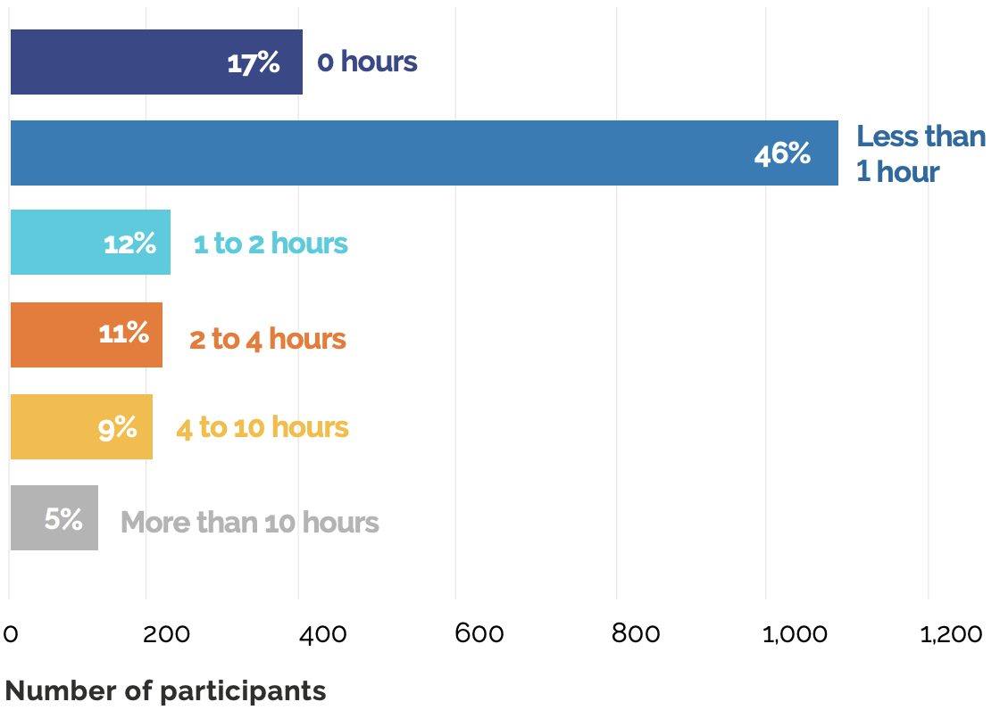 17% 0 hours
46% Less than
1 hour
12% 1 to 2 hours
11% 2 to 4 hours
9% 4 to 10 hours
5% More than 10 hours
0 200 400 600 800 1,000 1,200
Number of participants